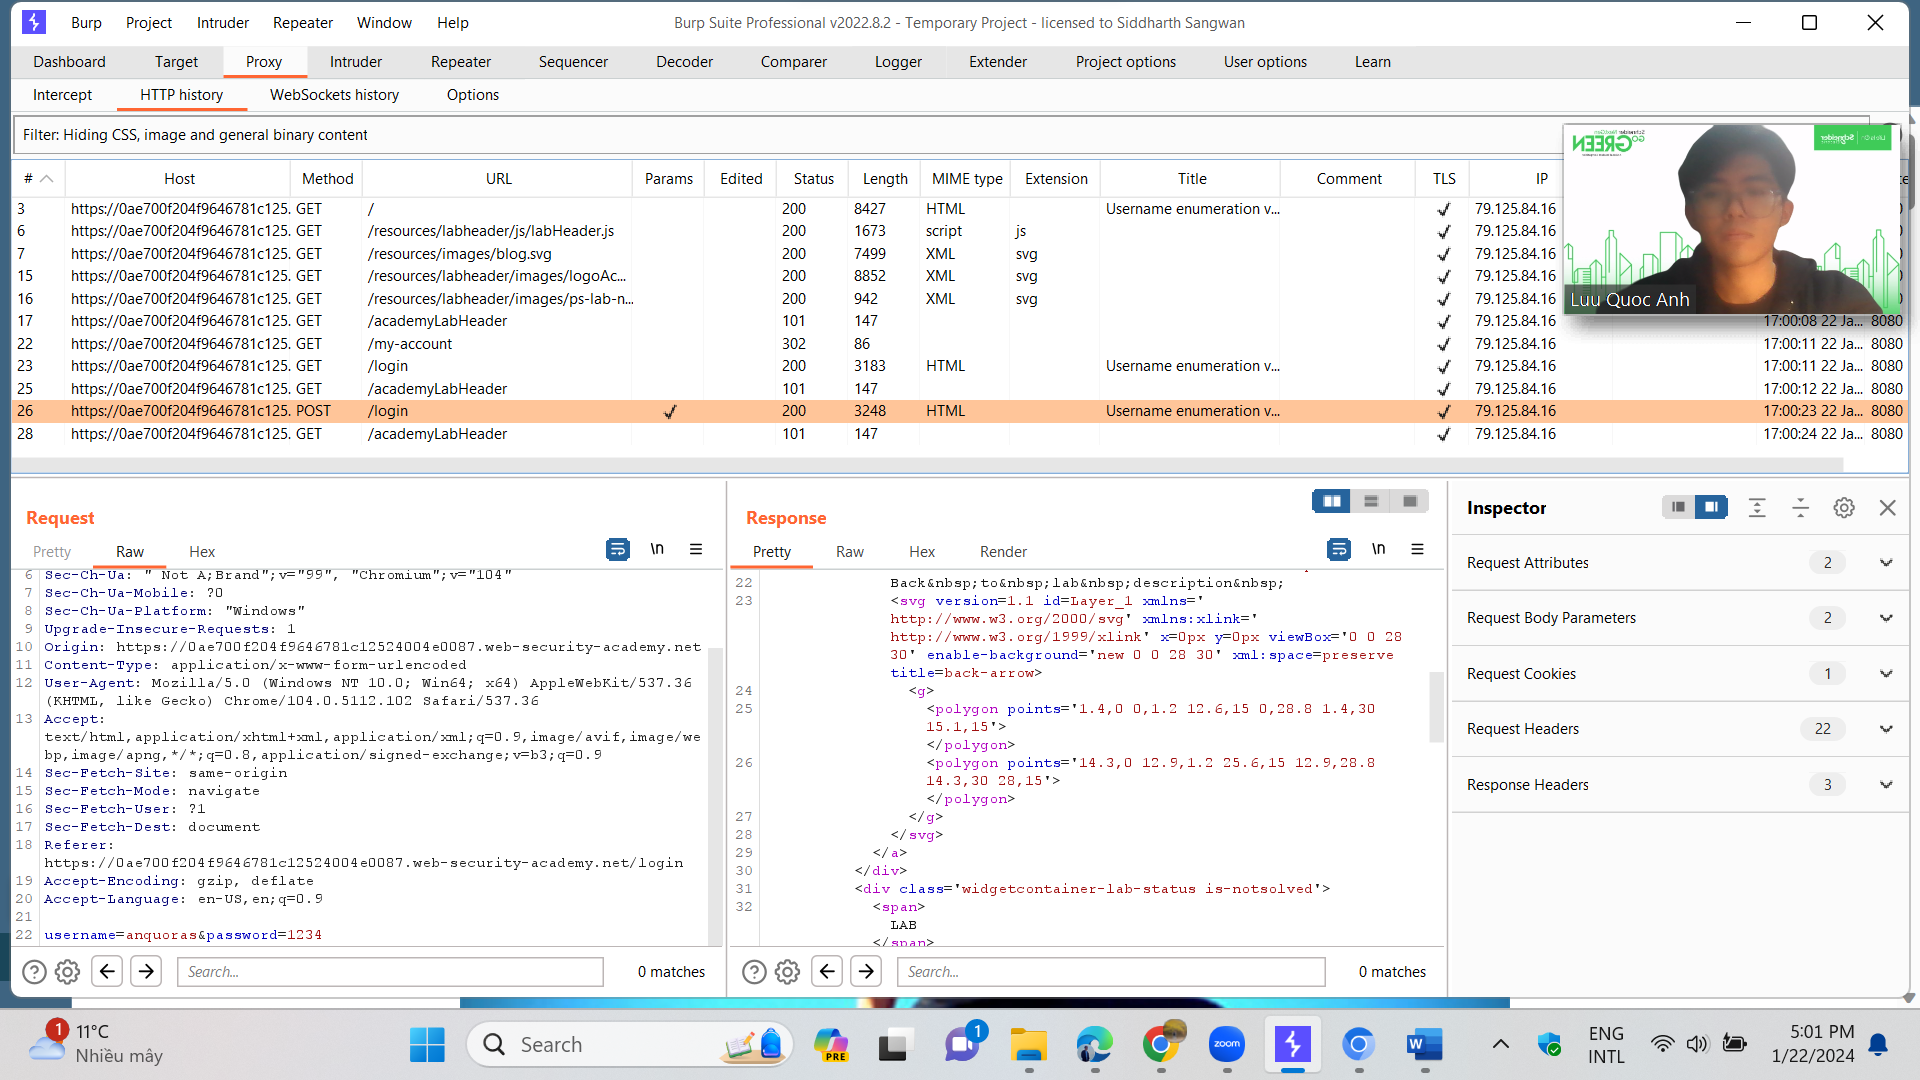 Burp Project Intruder Repeater Window Help Burp Suite Professional v2022.8.2 - Temporary Project - licensed to Siddharth Sangwan
Dashboard Target Proxy Intruder Repeater Sequencer Decoder Comparer Logger Extender Project options User options Learn
Intercept HTTP history WebSockets history Options
Filter: Hiding CSS, image and general binary content
# Host Method URL Params Edited Status Length MIME type Extension Title Comment TLS IP
3 https://0ae700f204f9646781c125. GET / 200 8427 HTML Username enumeration v... ✓ 79.125.84.16
6 https://0ae700f204f9646781c125. GET /resources/labheader/js/labHeader.js 200 1673 script js ✓ 79.125.84.16
7 https://0ae700f204f9646781c125. GET /resources/images/blog.svg 200 7499 XML svg ✓ 79.125.84.16
15 https://0ae700f204f9646781c125. GET /resources/labheader/images/logoAc... 200 8852 XML svg ✓ 79.125.84.16
16 https://0ae700f204f9646781c125. GET /resources/labheader/images/ps-lab-n... 200 942 XML svg ✓ 79.125.84.16
17 https://0ae700f204f9646781c125. GET /academyLabHeader 101 147 ✓ 79.125.84.16 17:00:08 22 Ja... 8080
22 https://0ae700f204f9646781c125. GET /my-account 302 86 ✓ 79.125.84.16 17:00:11 22 Ja... 8080
23 https://0ae700f204f9646781c125. GET /login 200 3183 HTML Username enumeration v... ✓ 79.125.84.16 17:00:11 22 Ja... 8080
25 https://0ae700f204f9646781c125. GET /academyLabHeader 101 147 ✓ 79.125.84.16 17:00:12 22 Ja... 8080
26 https://0ae700f204f9646781c125. POST /login ✓ 200 3248 HTML Username enumeration v... ✓ 79.125.84.16 17:00:23 22 Ja... 8080
28 https://0ae700f204f9646781c125. GET /academyLabHeader 101 147 ✓ 79.125.84.16 17:00:24 22 Ja... 8080
GO GREEN
Schneider
Luu Quoc Anh
Request
Pretty Raw Hex \n
6 Sec-Ch-Ua: " Not A;Brand";v="99", "Chromium";v="104"
7 Sec-Ch-Ua-Mobile: ?0
8 Sec-Ch-Ua-Platform: "Windows"
9 Upgrade-Insecure-Requests: 1
10 Origin: https://0ae700f204f9646781c12524004e0087.web-security-academy.net
11 Content-Type: application/x-www-form-urlencoded
12 User-Agent: Mozilla/5.0 (Windows NT 10.0; Win64; x64) AppleWebKit/537.36
(KHTML, like Gecko) Chrome/104.0.5112.102 Safari/537.36
13 Accept:
text/html,application/xhtml+xml,application/xml;q=0.9,image/avif,image/we
bp,image/apng,*/*;q=0.8,application/signed-exchange;v=b3;q=0.9
14 Sec-Fetch-Site: same-origin
15 Sec-Fetch-Mode: navigate
16 Sec-Fetch-User: ?1
17 Sec-Fetch-Dest: document
18 Referer:
https://0ae700f204f9646781c12524004e0087.web-security-academy.net/login
19 Accept-Encoding: gzip, deflate
20 Accept-Language: en-US,en;q=0.9
21
22 username=anquoras&password=1234
Search... 0 matches
Response
Pretty Raw Hex Render \n
22 Back&nbsp;to&nbsp;lab&nbsp;description&nbsp;
23 <svg version=1.1 id=Layer_1 xmlns='
http://www.w3.org/2000/svg' xmlns:xlink='
http://www.w3.org/1999/xlink' x=0px y=0px viewBox='0 0 28
30' enable-background='new 0 0 28 30' xml:space=preserve
title=back-arrow>
24 <g>
25 <polygon points='1.4,0 0,1.2 12.6,15 0,28.8 1.4,30
15.1,15'>
</polygon>
26 <polygon points='14.3,0 12.9,1.2 25.6,15 12.9,28.8
14.3,30 28,15'>
</polygon>
27 </g>
28 </svg>
29 </a>
30 </div>
31 <div class='widgetcontainer-lab-status is-notsolved'>
32 <span>
LAB
</span>
Search... 0 matches
Inspector
Request Attributes 2
Request Body Parameters 2
Request Cookies 1
Request Headers 22
Response Headers 3
1 11°C
Nhiều mây
Search
PRE
1
zoom
W
ENG
INTL
5:01 PM
1/22/2024